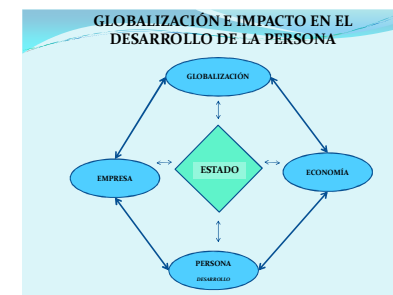 GLOBALIZACIÓN E IMPACTO EN EL
DESARROLLO DE LA PERSONA
GLOBALIZACIÓN
EMPRESA
ESTADO
ECONOMÍA
PERSONA
DESARROLLO